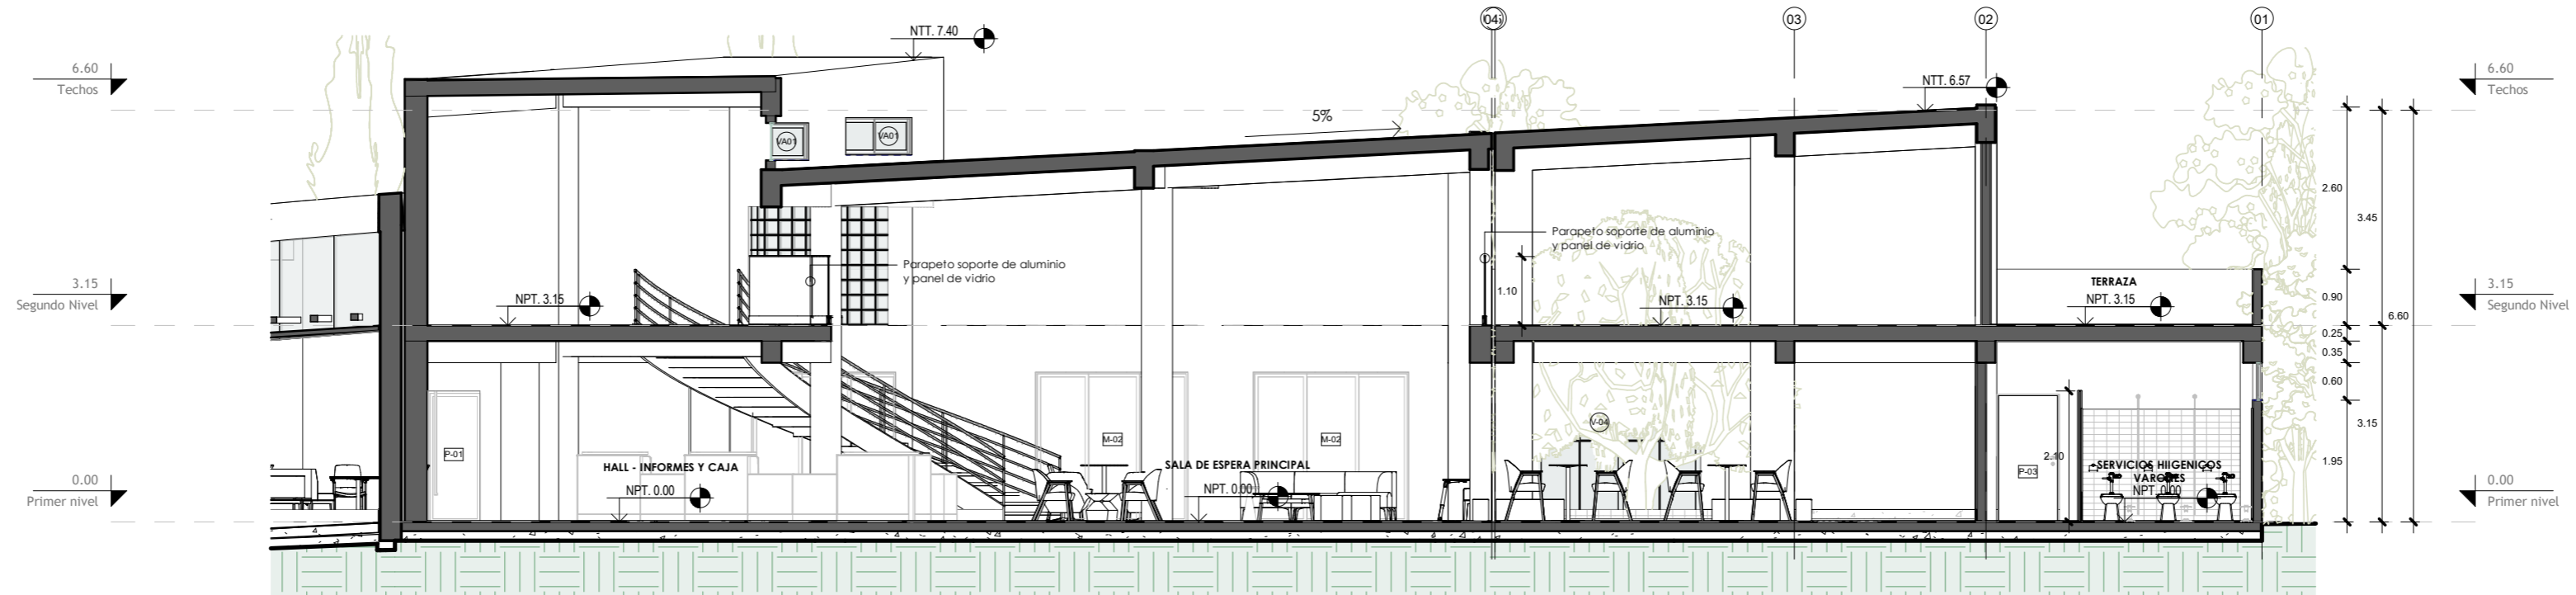 04
03
02
01
NTT. 7.40
6.60
Techos
NTT. 6.57
6.60
Techos
5%
VA01
VA01
2.60
3.45
Parapeto soporte de aluminio
y panel de vidrio
Parapeto soporte de aluminio
y panel de vidrio
3.15
Segundo Nivel
NPT. 3.15
1.10
NPT. 3.15
TERRAZA
NPT. 3.15
0.90
3.15
Segundo Nivel
6.60
0.25
0.35
0.60
3.15
V-04
M-02
M-02
P-01
2.10
1.95
HALL - INFORMES Y CAJA
NPT. 0.00
SALA DE ESPERA PRINCIPAL
NPT. 0.00
P-03
SERVICIOS HIIGENICOS
VARONES
NPT. 0.00
0.00
Primer nivel
0.00
Primer nivel